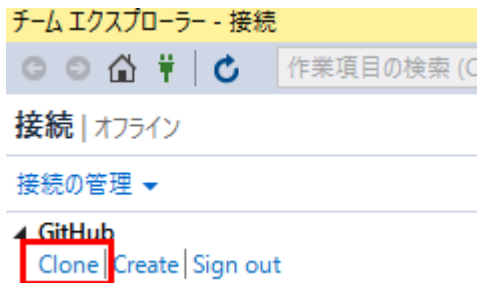 チーム エクスプローラー - 接続
作業項目の検索 (C
接続 | オフライン
接続の管理
GitHub
Clone | Create | Sign out